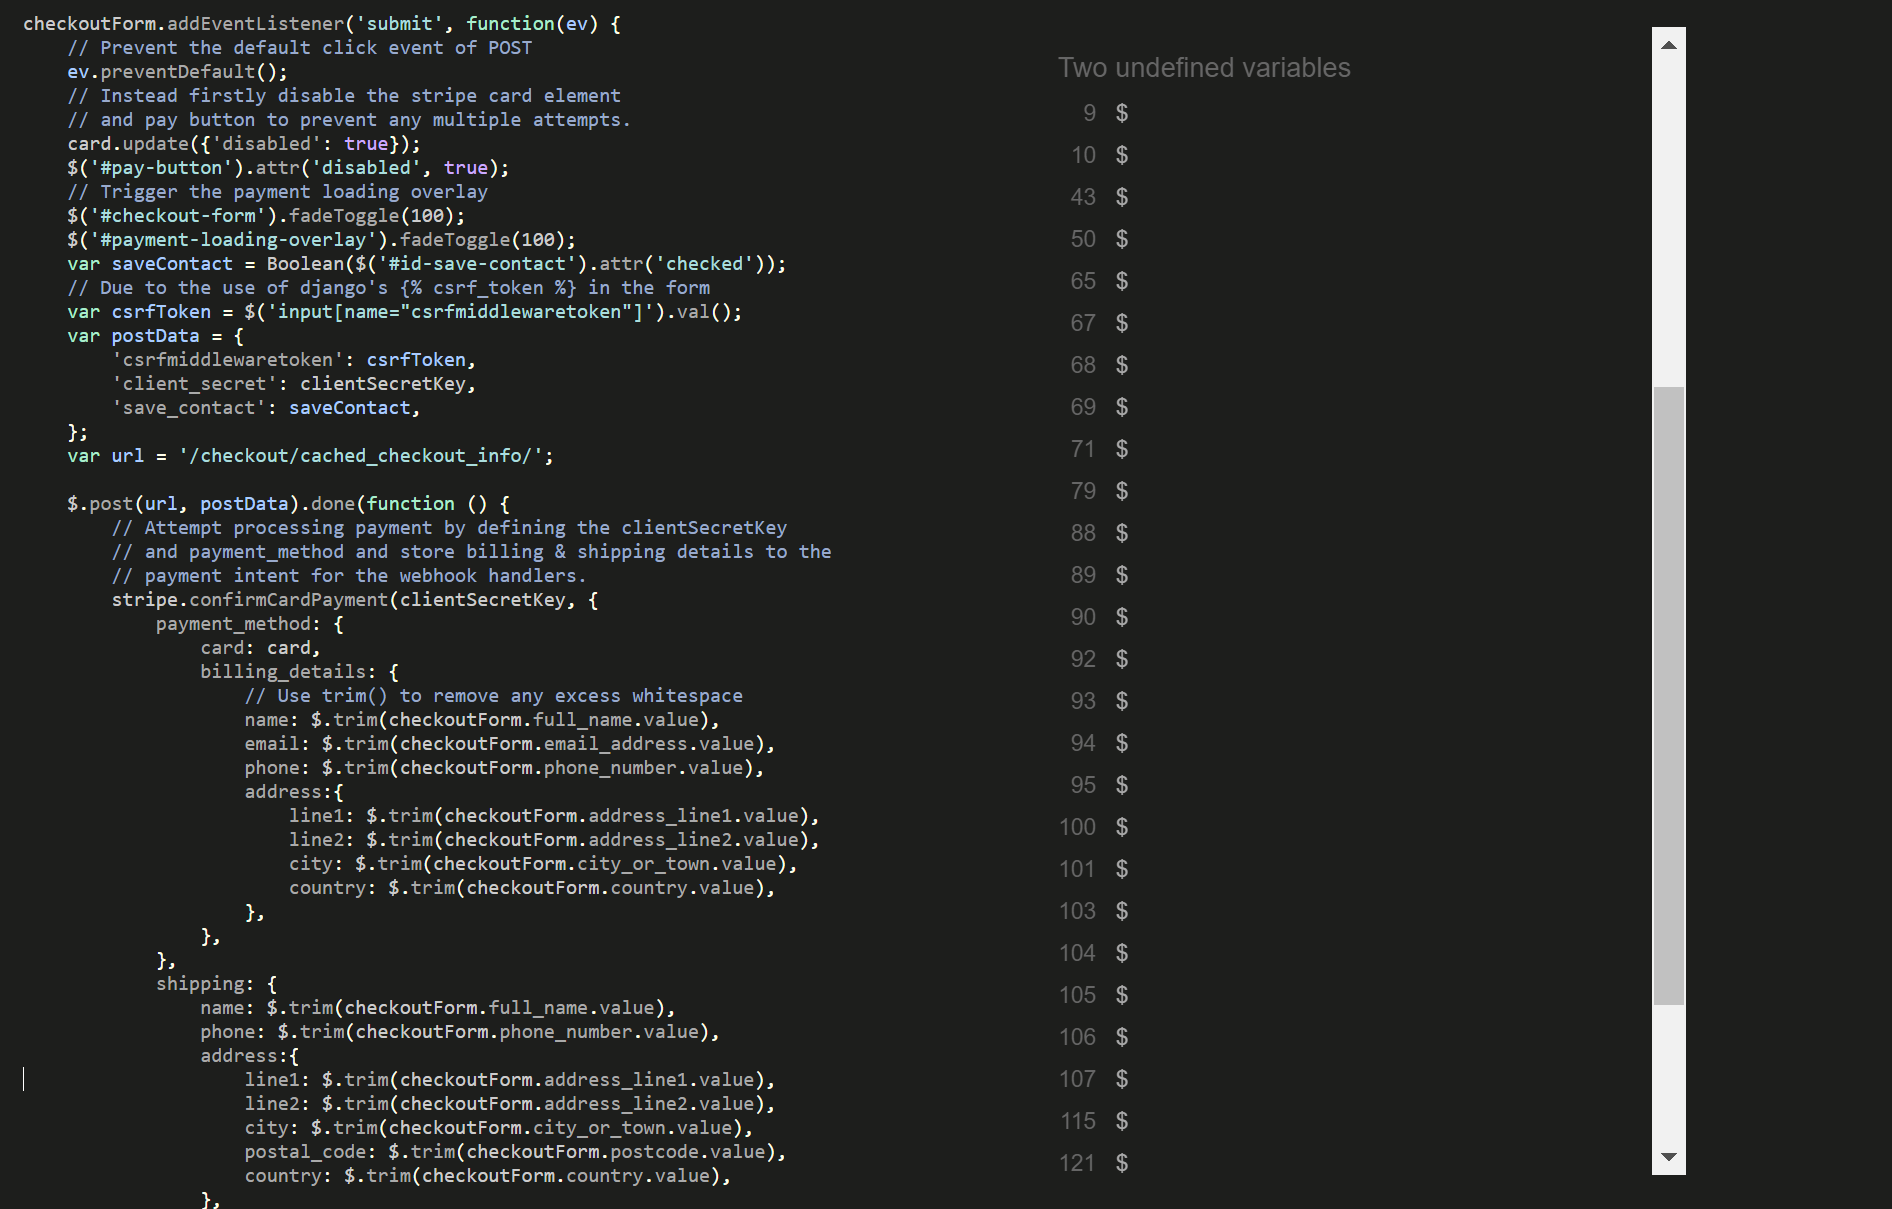 checkoutForm.addEventListener('submit', function(ev) {
    // Prevent the default click event of POST
    ev.preventDefault();
    // Instead firstly disable the stripe card element
    // and pay button to prevent any multiple attempts.
    card.update({'disabled': true});
    $('#pay-button').attr('disabled', true);
    // Trigger the payment loading overlay
    $('#checkout-form').fadeToggle(100);
    $('#payment-loading-overlay').fadeToggle(100);
    var saveContact = Boolean($('#id-save-contact').attr('checked'));
    // Due to the use of django's {% csrf_token %} in the form
    var csrfToken = $('input[name="csrfmiddlewaretoken"]').val();
    var postData = {
        'csrfmiddlewaretoken': csrfToken,
        'client_secret': clientSecretKey,
        'save_contact': saveContact,
    };
    var url = '/checkout/cached_checkout_info/';
    $.post(url, postData).done(function () {
        // Attempt processing payment by defining the clientSecretKey
        // and payment_method and store billing & shipping details to the
        // payment intent for the webhook handlers.
        stripe.confirmCardPayment(clientSecretKey, {
            payment_method: {
                card: card,
                billing_details: {
                    // Use trim() to remove any excess whitespace
                    name: $.trim(checkoutForm.full_name.value),
                    email: $.trim(checkoutForm.email_address.value),
                    phone: $.trim(checkoutForm.phone_number.value),
                    address:{
                        line1: $.trim(checkoutForm.address_line1.value),
                        line2: $.trim(checkoutForm.address_line2.value),
                        city: $.trim(checkoutForm.city_or_town.value),
                        country: $.trim(checkoutForm.country.value),
                    },
                },
            },
            shipping: {
                name: $.trim(checkoutForm.full_name.value),
                phone: $.trim(checkoutForm.phone_number.value),
                address:{
                    line1: $.trim(checkoutForm.address_line1.value),
                    line2: $.trim(checkoutForm.address_line2.value),
                    city: $.trim(checkoutForm.city_or_town.value),
                    postal_code: $.trim(checkoutForm.postcode.value),
                    country: $.trim(checkoutForm.country.value),
                },
Two undefined variables
9 $
10 $
43 $
50 $
65 $
67 $
68 $
69 $
71 $
79 $
88 $
89 $
90 $
92 $
93 $
94 $
95 $
100 $
101 $
103 $
104 $
105 $
106 $
107 $
115 $
121 $